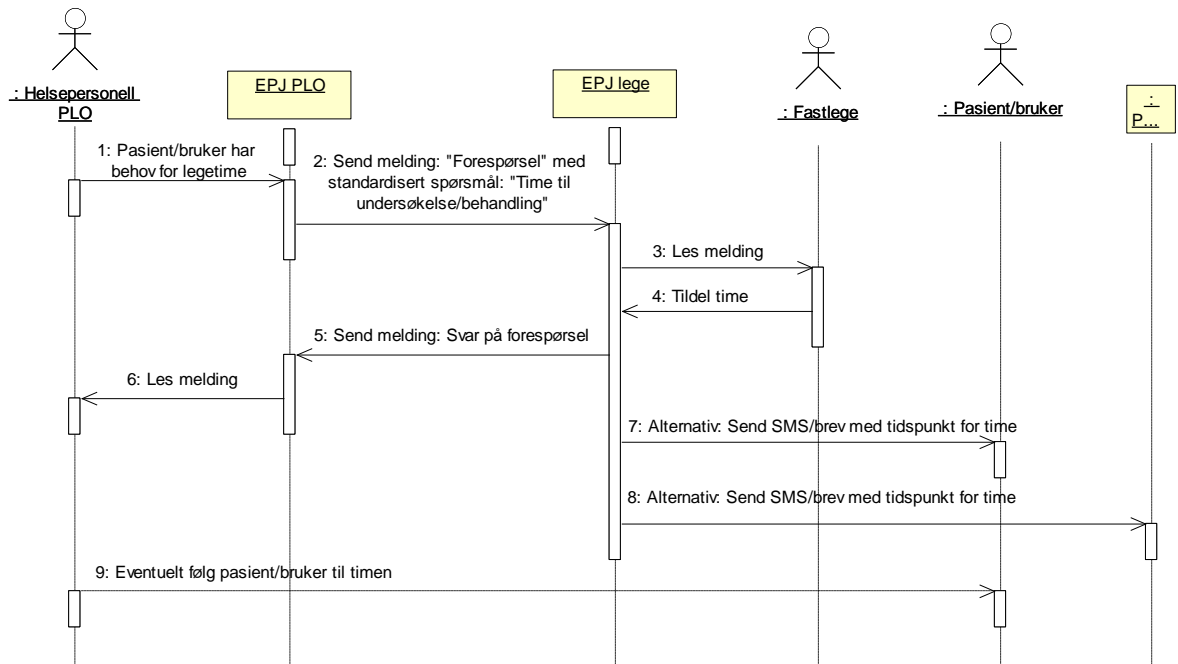 : Helsepersonell
PLO
EPJ PLO
EPJ lege
: Fastlege
: Pasient/bruker
:
P...
1: Pasient/bruker har
behov for legetime
2: Send melding: "Forespørsel" med
standardisert spørsmål: "Time til
undersøkelse/behandling"
3: Les melding
4: Tildel time
5: Send melding: Svar på forespørsel
6: Les melding
7: Alternativ: Send SMS/brev med tidspunkt for time
8: Alternativ: Send SMS/brev med tidspunkt for time
9: Eventuelt følg pasient/bruker til timen